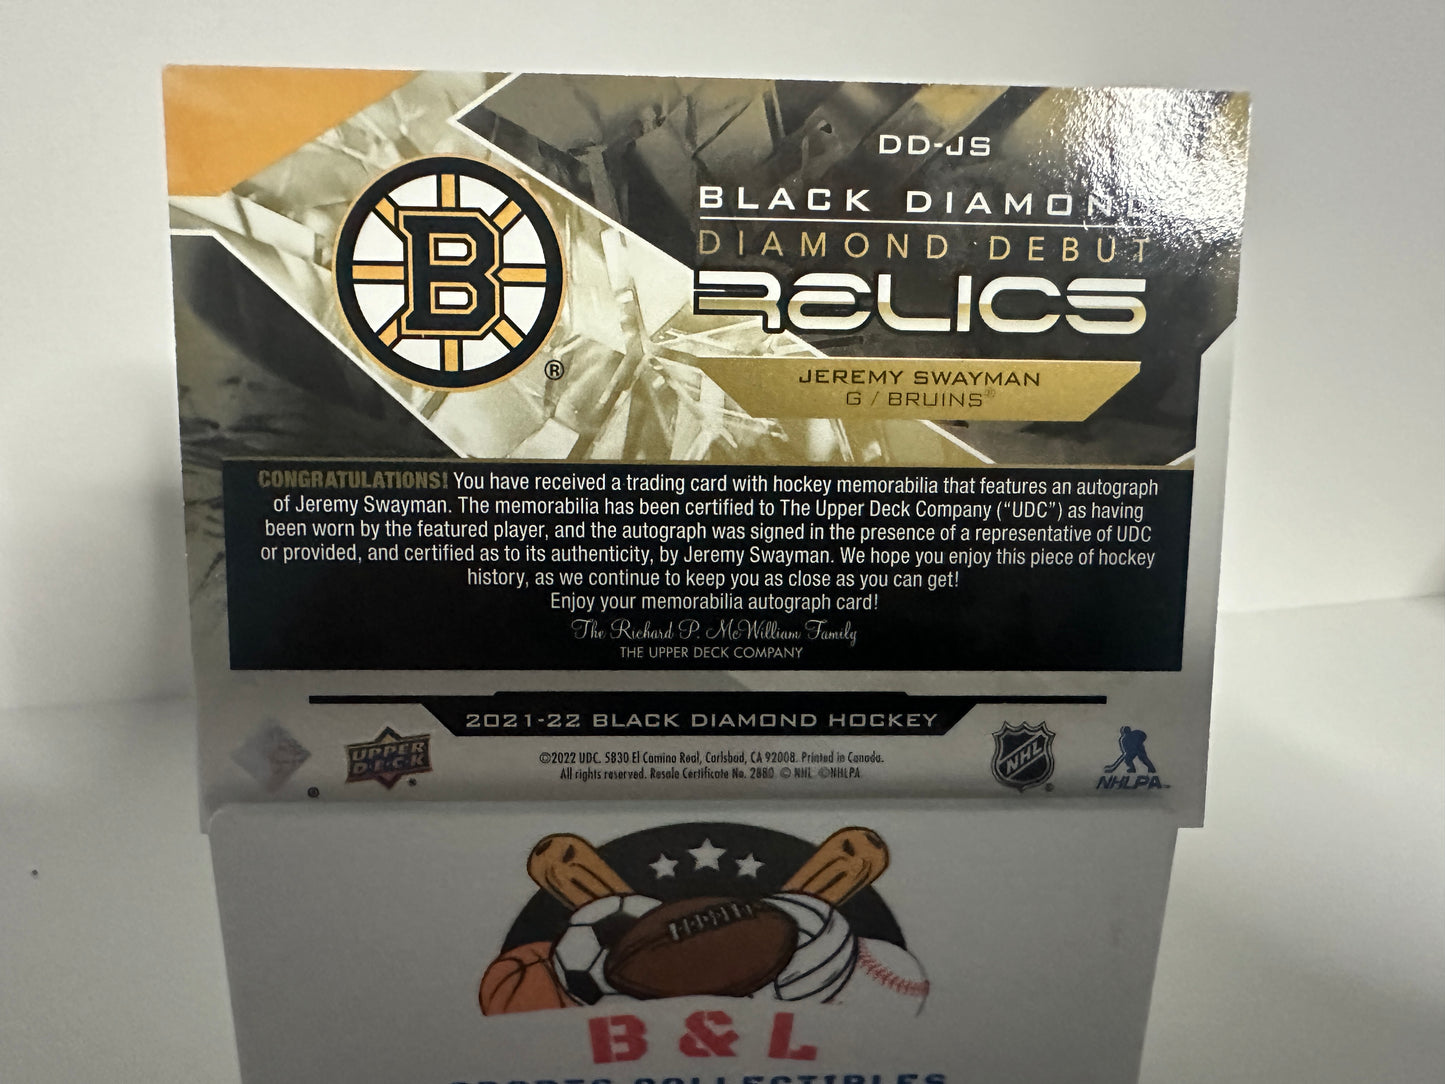 DD-JS
BLACK DIAMOND
DIAMOND DEBUT
RELICS
JEREMY SWAYMAN
G / BRUINS®
B
®
CONGRATULATIONS! You have received a trading card with hockey memorabilia that features an autograph
of Jeremy Swayman. The memorabilia has been certified to The Upper Deck Company (“UDC”) as having
been worn by the featured player, and the autograph was signed in the presence of a representative of UDC
or provided, and certified as to its authenticity, by Jeremy Swayman. We hope you enjoy this piece of hockey
history, as we continue to keep you as close as you can get!
Enjoy your memorabilia autograph card!
The Richard P. McWilliam Family
THE UPPER DECK COMPANY
2021-22 BLACK DIAMOND HOCKEY
UPPER
DECK
©2022 UDC. 5830 El Camino Real, Carlsbad, CA 92008. Printed in Canada.
All rights reserved. Resale Certificate No. 2880. © NHL ©NHLPA
NHL
NHLPA
B & L
SPORTS COLLECTIBLES